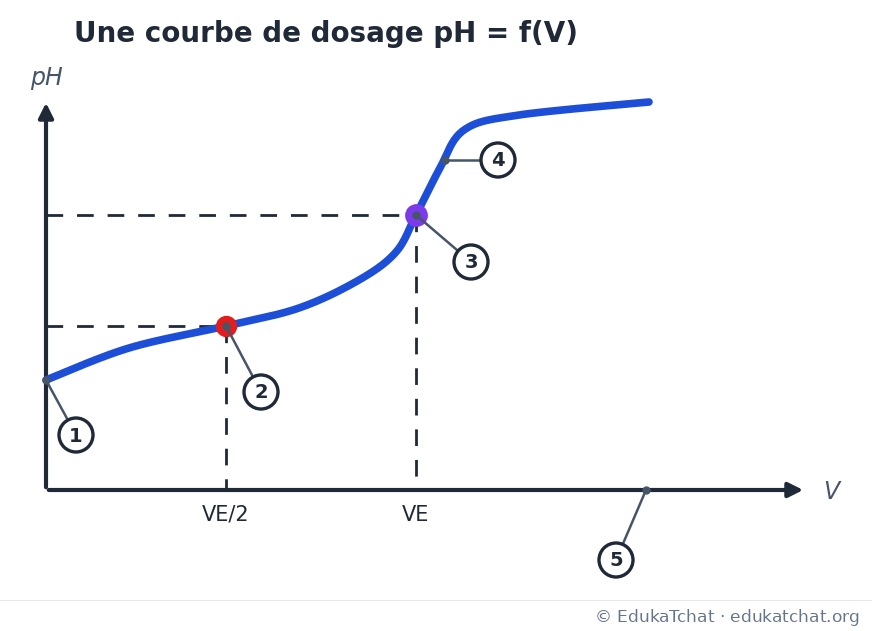 Une courbe de dosage pH = f(V)
pH
4
3
2
1
V
VE/2
VE
5
© EdukaTchat · edukatchat.org